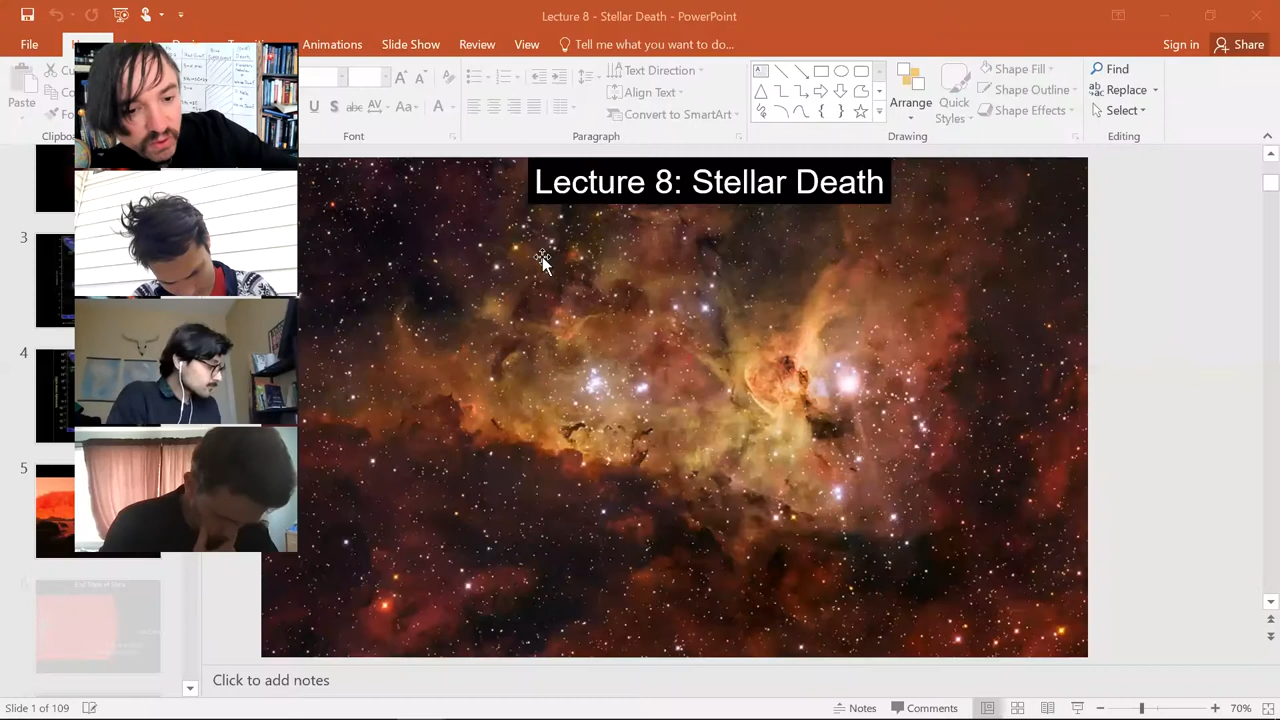 Lecture 8 - Stellar Death - PowerPoint
File
Animations
Slide Show
Review
View
Tell me what you want to do...
Sign in
Share
Paste
Text Direction
Align Text
Convert to SmartArt
Arrange
Quick
Styles
Shape Fill
Shape Outline
Shape Effects
Replace
Select
Font
Paragraph
Drawing
Editing
Lecture 8: Stellar Death
3
4
5
6
Click to add notes
Slide 1 of 109
Notes
Comments
70%